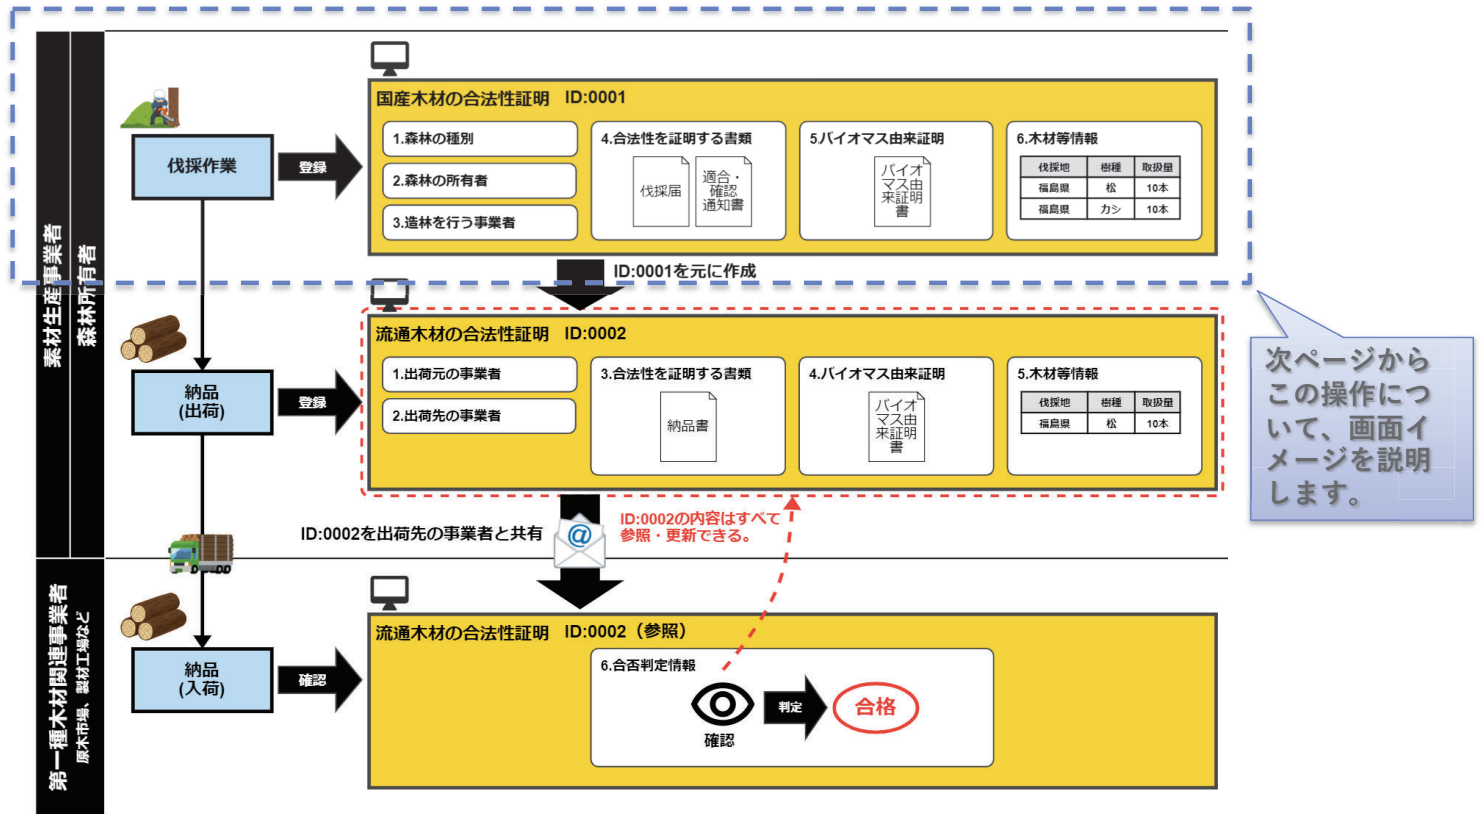 素材生産事業者
森林所有者
伐採作業
登録
国産木材の合法性証明 ID:0001
1.森林の種別
2.森林の所有者
3.造林を行う事業者
4.合法性を証明する書類
伐採届
適合・
確認
通知書
5.バイオマス由来証明
バイオ
マス由
来証明
書
6.木材等情報
伐採地 樹種 取扱量
福島県 松 10本
福島県 カシ 10本
ID:0001を元に作成
納品
(出荷)
登録
流通木材の合法性証明 ID:0002
1.出荷元の事業者
2.出荷先の事業者
3.合法性を証明する書類
納品書
4.バイオマス由来証明
バイオ
マス由
来証明
書
5.木材等情報
伐採地 樹種 取扱量
福島県 松 10本
次ページから
この操作につ
いて、画面イ
メージを説明
します。
ID:0002を出荷先の事業者と共有
@
ID:0002の内容はすべて
参照・更新できる。
第一種木材関連事業者
原木市場、製材工場など
納品
(入荷)
確認
流通木材の合法性証明 ID:0002（参照）
6.合否判定情報
確認
判定
合格